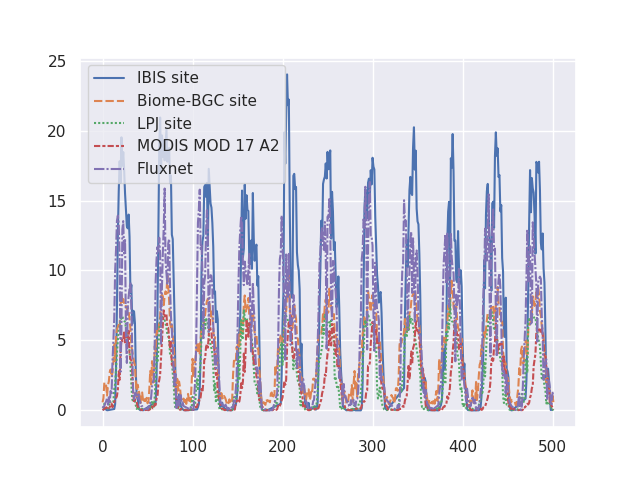 25
20
15
10
5
0
IBIS site
Biome-BGC site
LPJ site
MODIS MOD 17 A2
Fluxnet
0 100 200 300 400 500